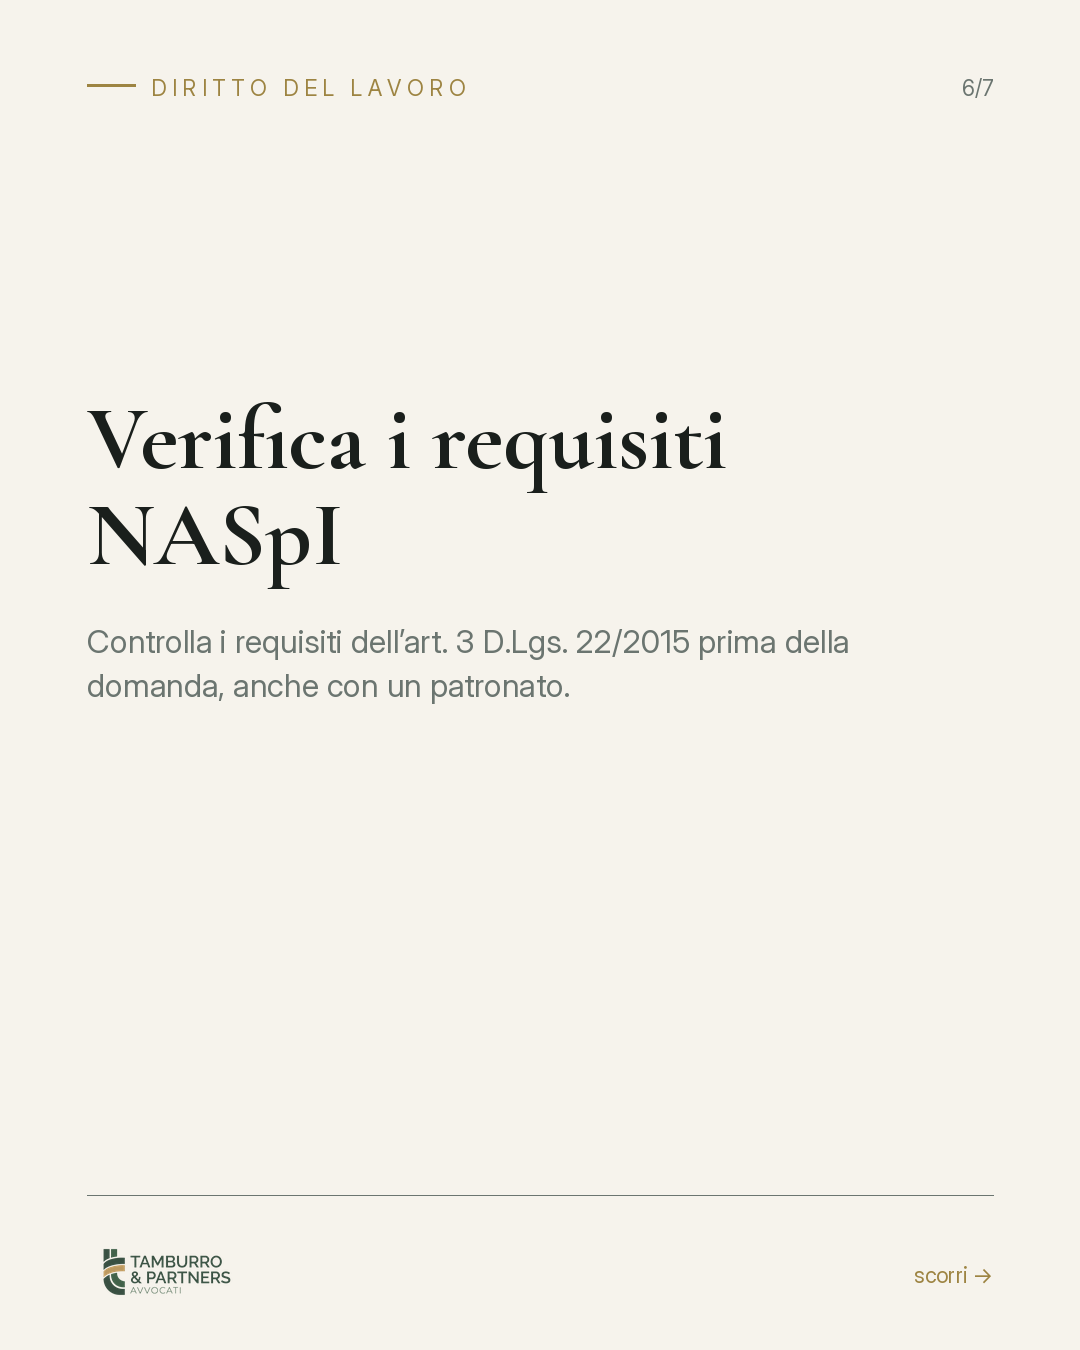 DIRITTO DEL LAVORO
6/7
Verifica i requisiti
NASpI
Controlla i requisiti dell’art. 3 D.Lgs. 22/2015 prima della
domanda, anche con un patronato.
TAMBURRO
& PARTNERS
AVVOCATI
scorri →